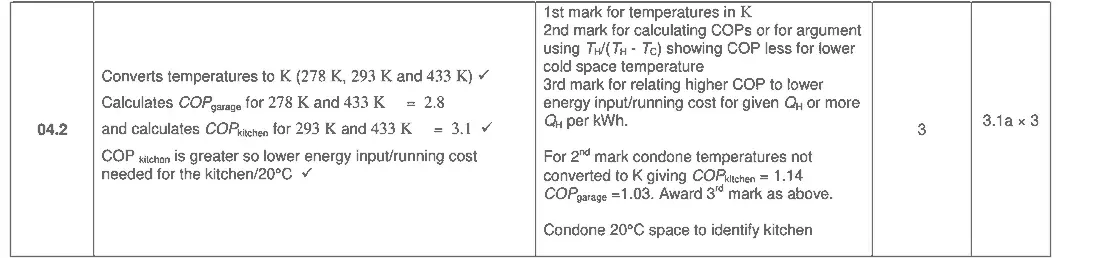 04.2
Converts temperatures to K (278 K, 293 K and 433 K) ✓
Calculates COPgarage for 278 K and 433 K = 2.8
and calculates COPkitchen for 293 K and 433 K = 3.1 ✓
COP kitchen is greater so lower energy input/running cost
needed for the kitchen/20°C ✓
1st mark for temperatures in K
2nd mark for calculating COPs or for argument
using TH/(TH - TC) showing COP less for lower
cold space temperature
3rd mark for relating higher COP to lower
energy input/running cost for given QH or more
QH per kWh.
For 2nd mark condone temperatures not
converted to K giving COPkitchen = 1.14
COPgarage =1.03. Award 3rd mark as above.
Condone 20°C space to identify kitchen
3
3.1a × 3